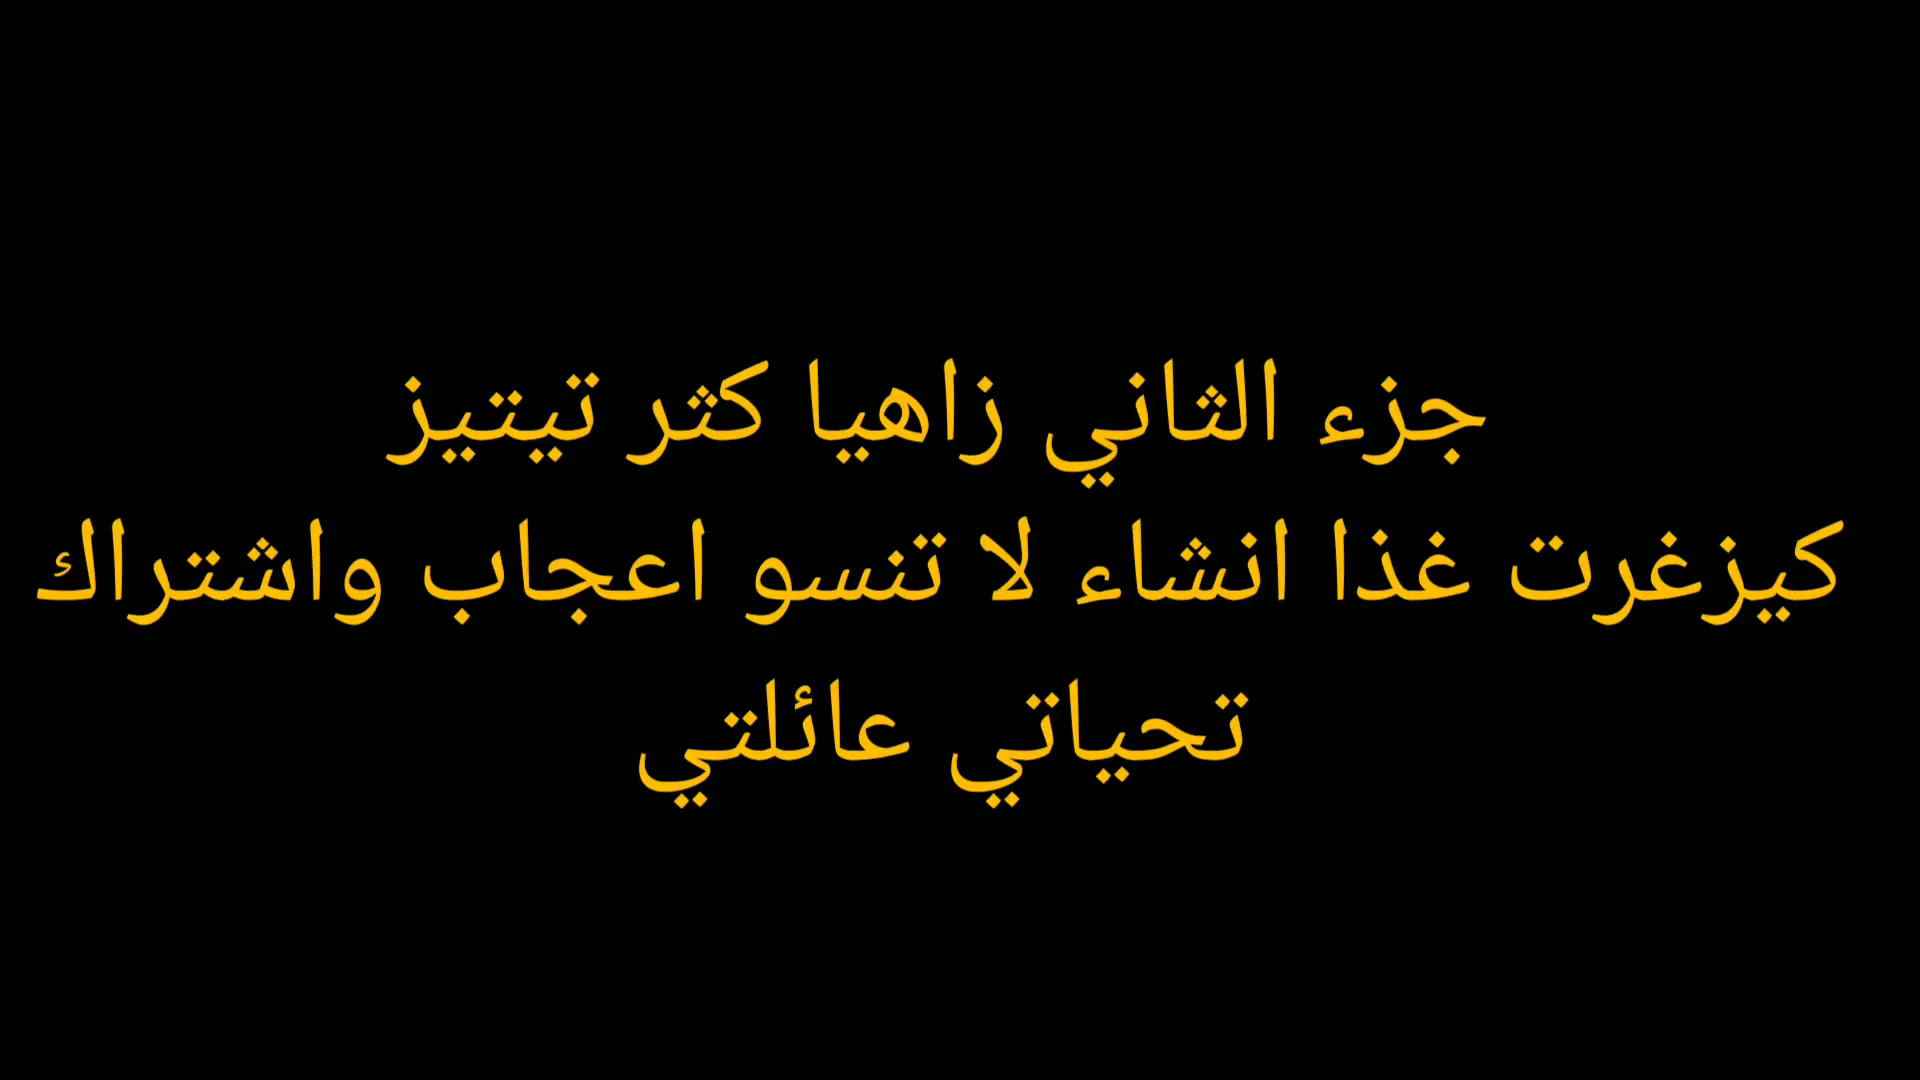 جزء الثاني زاهيا كثر تيتيز
كيزغرت غذا انشاء لا تنسو اعجاب واشتراك
تحياتي عائلتي